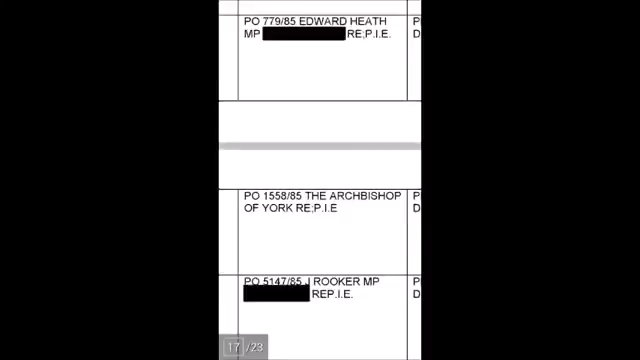 PO 779/85 EDWARD HEATH P
MP RE;P.I.E. D
PO 1558/85 THE ARCHBISHOP P
OF YORK RE;P.I.E D
PO 5147/85 J ROOKER MP P
REP.I.E. D
17 / 23